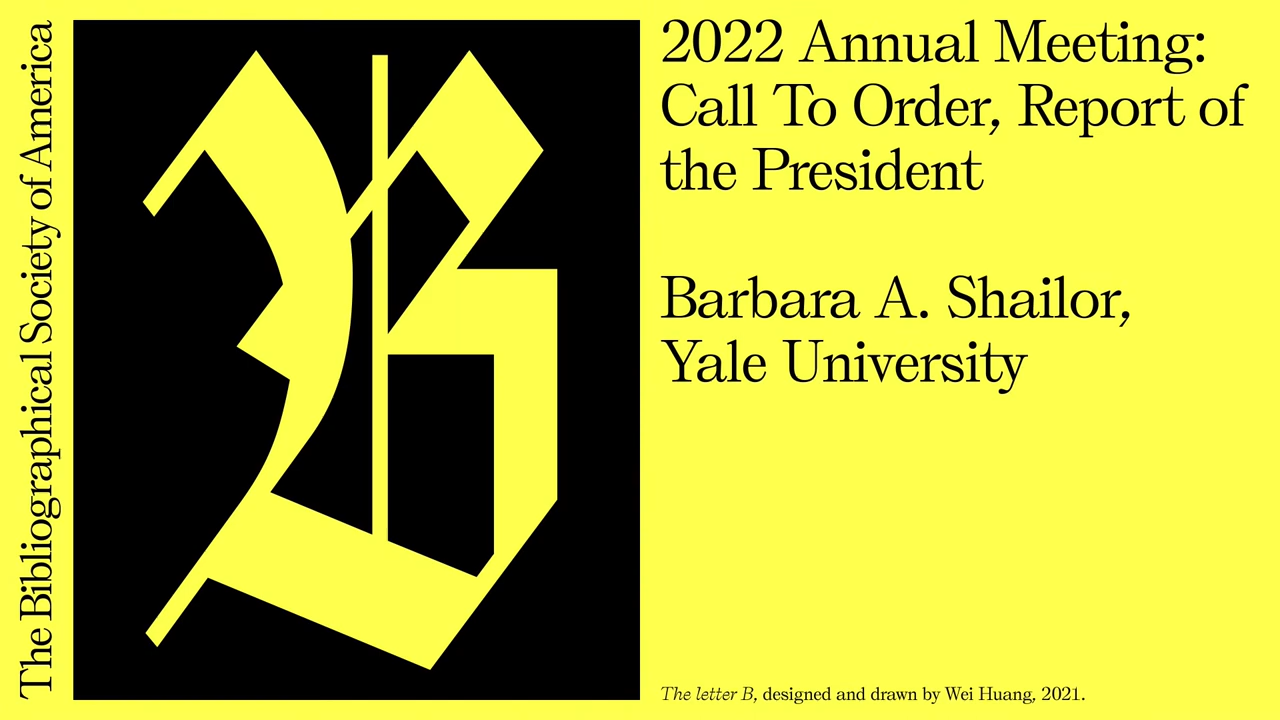 The Bibliographical Society of America
B
2022 Annual Meeting:
Call To Order, Report of
the President
Barbara A. Shailor,
Yale University
The letter B, designed and drawn by Wei Huang, 2021.